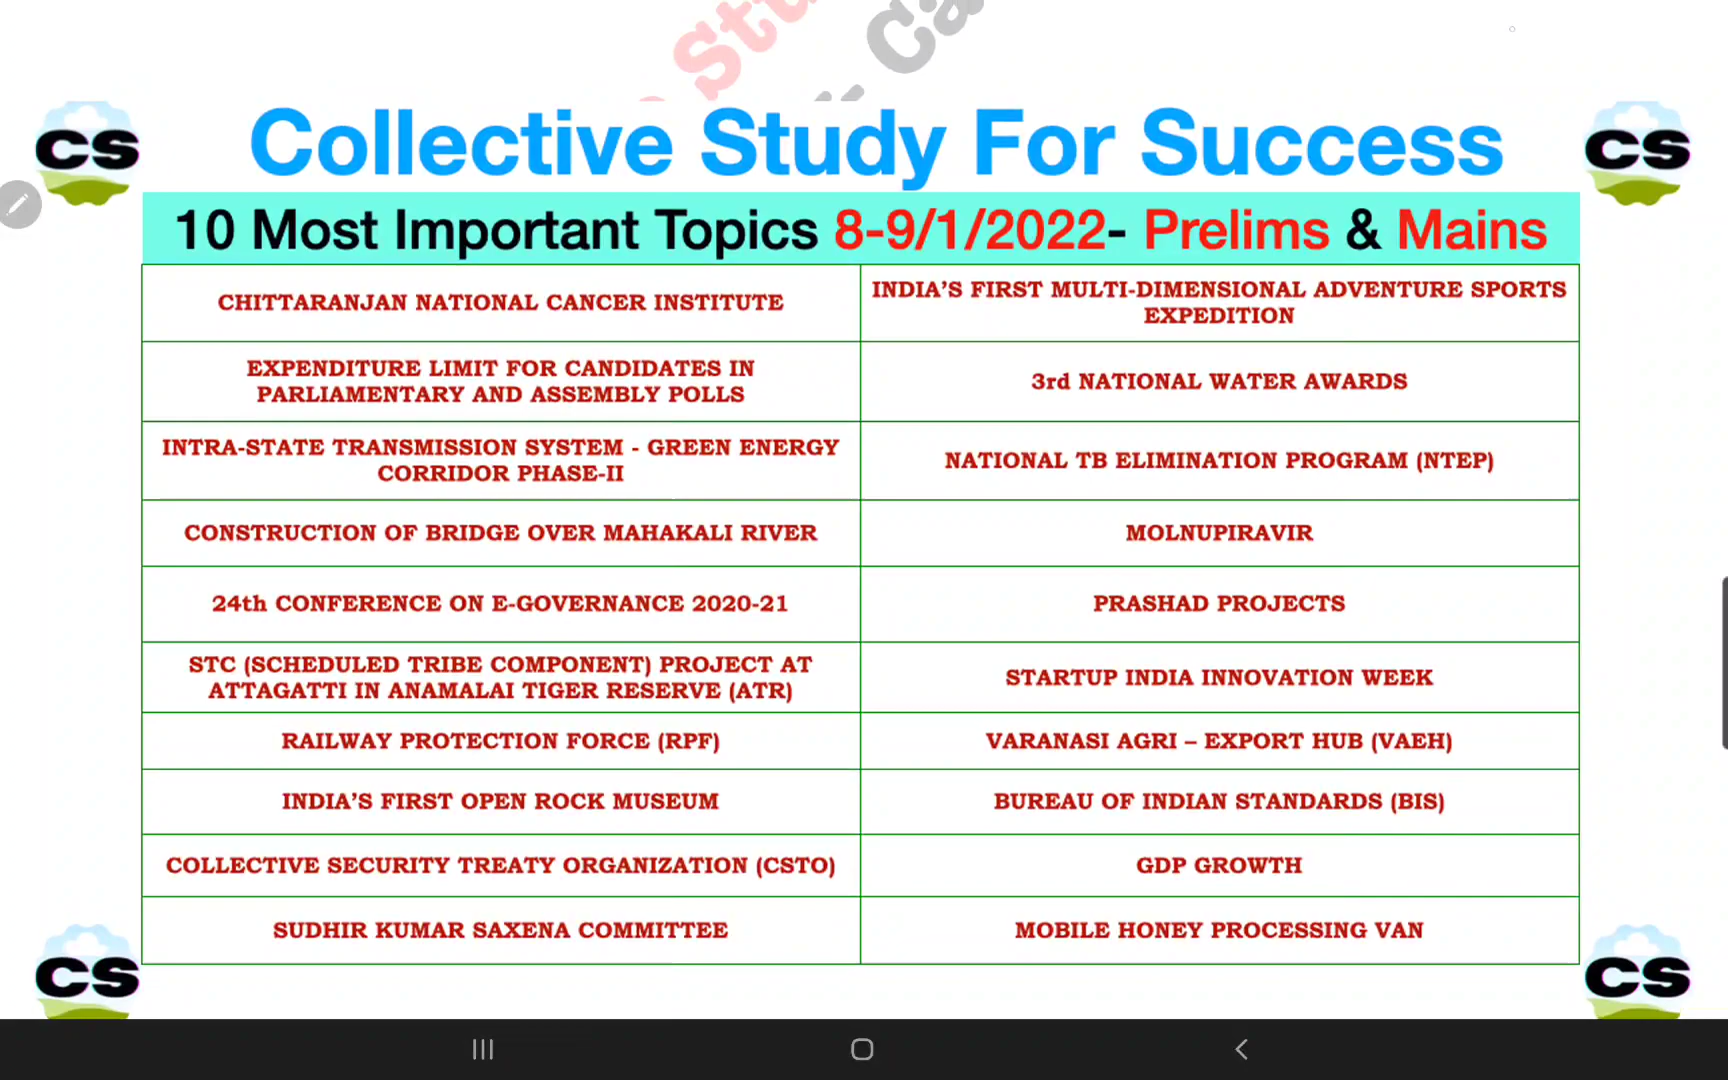 Stu
Ca
CS
Collective Study For Success
CS
10 Most Important Topics 8-9/1/2022- Prelims & Mains
CHITTARANJAN NATIONAL CANCER INSTITUTE
INDIA'S FIRST MULTI-DIMENSIONAL ADVENTURE SPORTS
EXPEDITION
EXPENDITURE LIMIT FOR CANDIDATES IN
PARLIAMENTARY AND ASSEMBLY POLLS
3rd NATIONAL WATER AWARDS
INTRA-STATE TRANSMISSION SYSTEM - GREEN ENERGY
CORRIDOR PHASE-II
NATIONAL TB ELIMINATION PROGRAM (NTEP)
CONSTRUCTION OF BRIDGE OVER MAHAKALI RIVER
MOLNUPIRAVIR
24th CONFERENCE ON E-GOVERNANCE 2020-21
PRASHAD PROJECTS
STC (SCHEDULED TRIBE COMPONENT) PROJECT AT
ATTAGATTI IN ANAMALAI TIGER RESERVE (ATR)
STARTUP INDIA INNOVATION WEEK
RAILWAY PROTECTION FORCE (RPF)
VARANASI AGRI – EXPORT HUB (VAEH)
INDIA'S FIRST OPEN ROCK MUSEUM
BUREAU OF INDIAN STANDARDS (BIS)
COLLECTIVE SECURITY TREATY ORGANIZATION (CSTO)
GDP GROWTH
SUDHIR KUMAR SAXENA COMMITTEE
MOBILE HONEY PROCESSING VAN
CS
CS